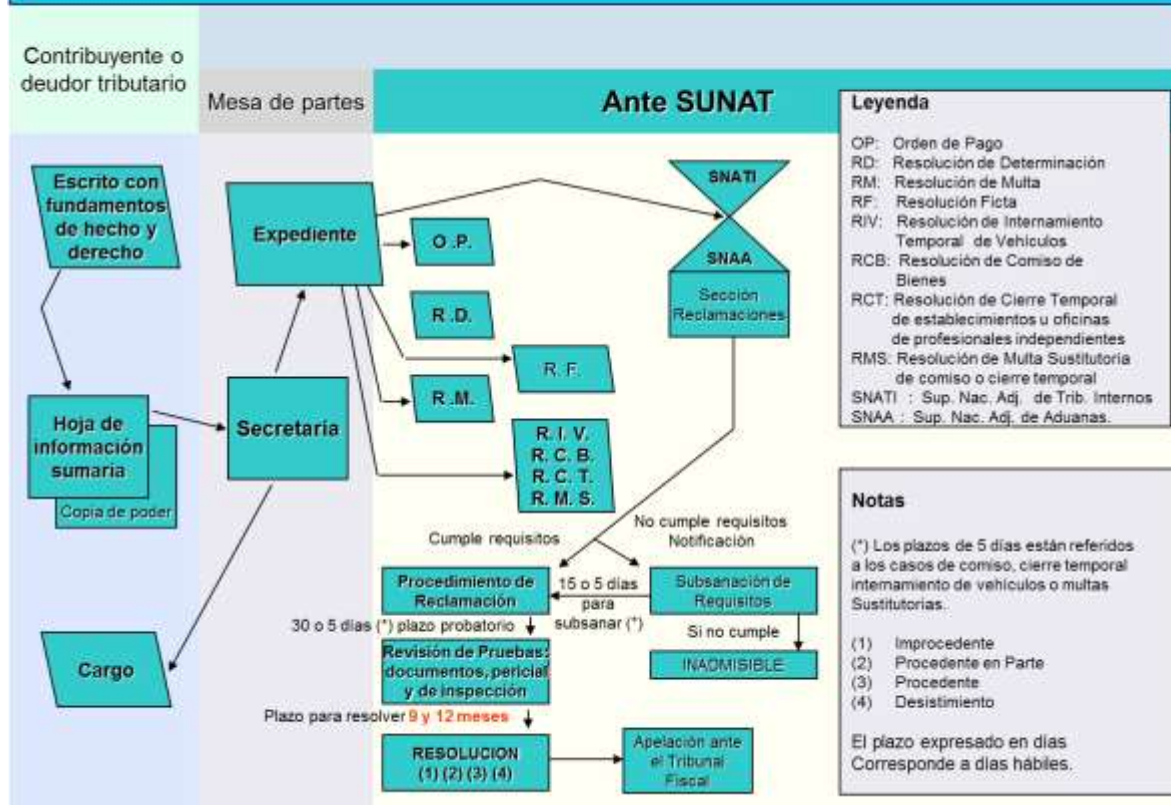 Contribuyente o
deudor tributario
Mesa de partes
Ante SUNAT
Escrito con
fundamentos
de hecho y
derecho
Hoja de
información
sumaria
Copia de poder
Cargo
Expediente
Secretaría
O .P.
R .D.
R. F.
R .M.
R. I. V.
R. C. B.
R. C. T.
R. M. S.
SNATI
SNAA
Sección
Reclamaciones
Cumple requisitos
No cumple requisitos
Notificación
Procedimiento de
Reclamación
15 o 5 días
para
subsanar (*)
Subsanación de
Requisitos
30 o 5 días (*) plazo probatorio
Si no cumple
Revisión de Pruebas:
documentos, pericial
y de inspección
INADMISIBLE
Plazo para resolver 9 y 12 meses
RESOLUCION
(1) (2) (3) (4)
Apelación ante
el Tribunal
Fiscal
Leyenda
OP: Orden de Pago
RD: Resolución de Determinación
RM: Resolución de Multa
RF: Resolución Ficta
RIV: Resolución de Internamiento
Temporal de Vehículos
RCB: Resolución de Comiso de
Bienes
RCT: Resolución de Cierre Temporal
de establecimientos u oficinas
de profesionales independientes
RMS: Resolución de Multa Sustitutoria
de comiso o cierre temporal
SNATI : Sup. Nac. Adj. de Trib. Internos
SNAA : Sup. Nac. Adj. de Aduanas.
Notas
(*) Los plazos de 5 días están referidos
a los casos de comiso, cierre temporal
internamiento de vehículos o multas
Sustitutorias.
(1) Improcedente
(2) Procedente en Parte
(3) Procedente
(4) Desistimiento
El plazo expresado en días
Corresponde a días hábiles.